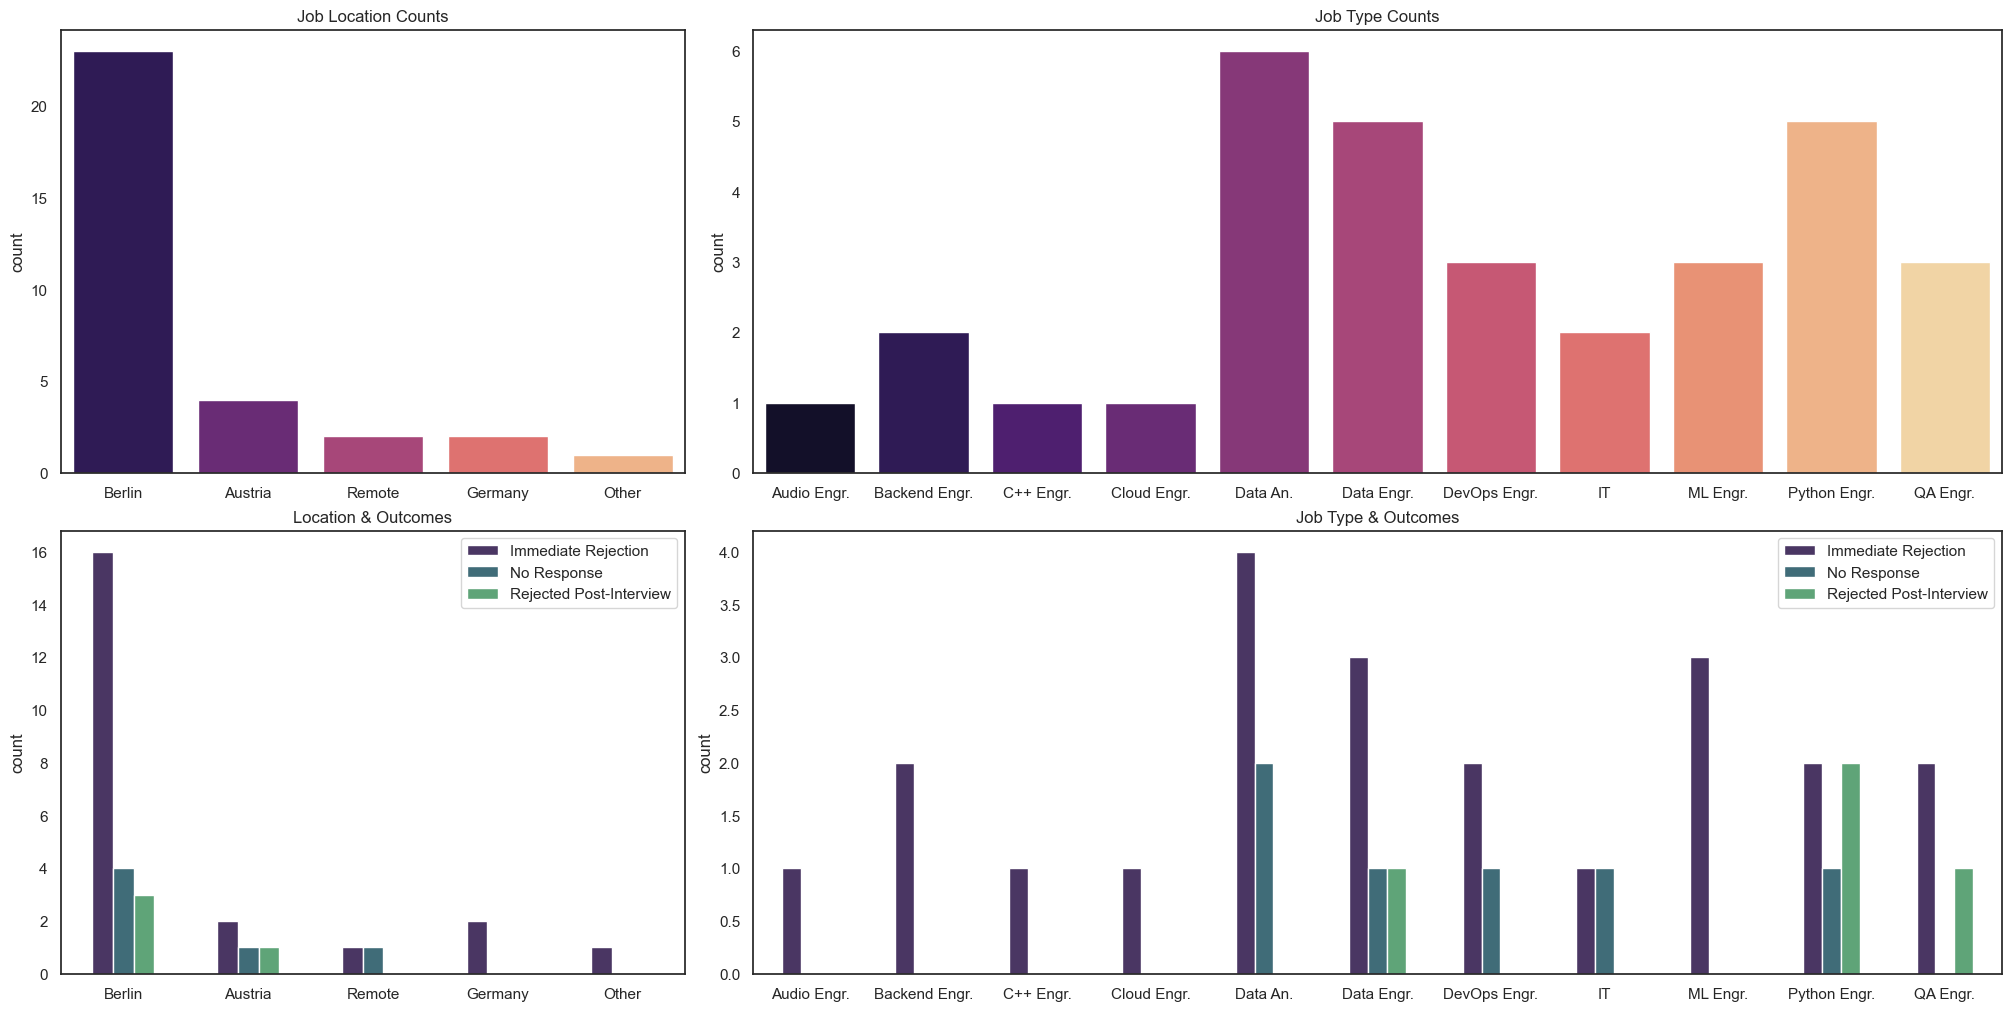 Job Location Counts
count
20
15
10
5
0
Berlin Austria Remote Germany Other
Job Type Counts
count
6
5
4
3
2
1
0
Audio Engr. Backend Engr. C++ Engr. Cloud Engr. Data An. Data Engr. DevOps Engr. IT ML Engr. Python Engr. QA Engr.
Location & Outcomes
Immediate Rejection
No Response
Rejected Post-Interview
count
16
14
12
10
8
6
4
2
0
Berlin Austria Remote Germany Other
Job Type & Outcomes
Immediate Rejection
No Response
Rejected Post-Interview
count
4.0
3.5
3.0
2.5
2.0
1.5
1.0
0.5
0.0
Audio Engr. Backend Engr. C++ Engr. Cloud Engr. Data An. Data Engr. DevOps Engr. IT ML Engr. Python Engr. QA Engr.